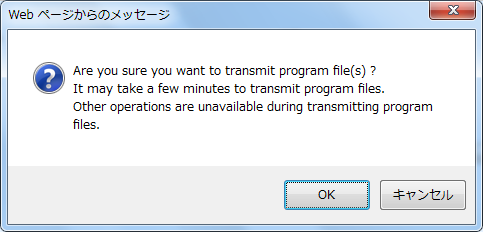 Web ページからのメッセージ
Are you sure you want to transmit program file(s) ?
It may take a few minutes to transmit program files.
Other operations are unavailable during transmitting program
files.
OK
キャンセル